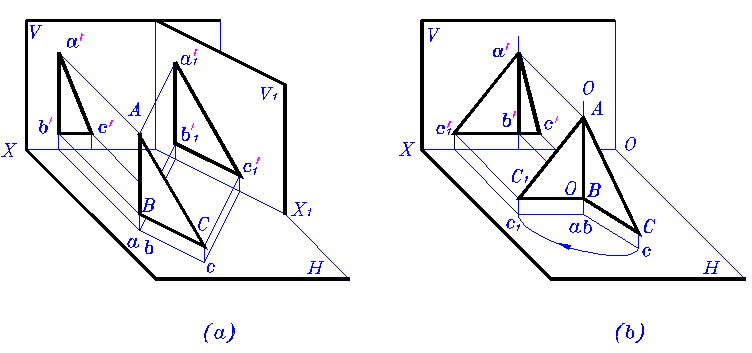 V
a′
a₁′
V₁
A
b′
c′
b₁′
c₁′
X
B
C
X₁
a
b
c
H
(a)
V
a′
O
A
c₁′
b′
c′
X
O
C₁
O
B
c₁
a b
C
c
H
(b)